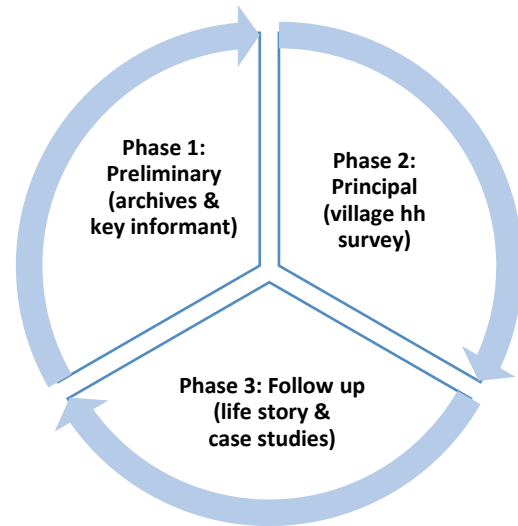 Phase 1:
Preliminary
(archives &
key informant)
Phase 2:
Principal
(village hh
survey)
Phase 3: Follow up
(life story &
case studies)